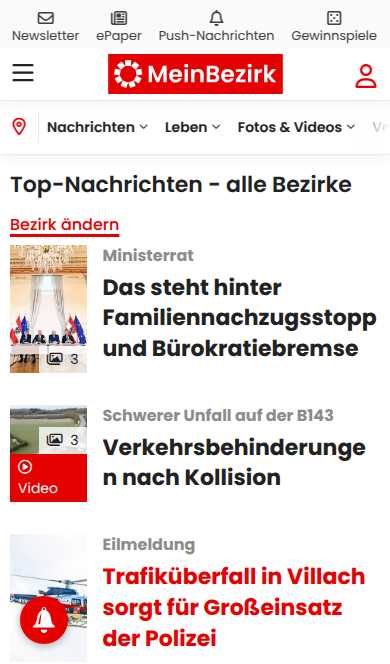 Newsletter ePaper Push-Nachrichten Gewinnspiele
MeinBezirk
Nachrichten Leben Fotos & Videos
Top-Nachrichten - alle Bezirke
Bezirk ändern
Ministerrat
Das steht hinter
Familiennachzugsstopp
und Bürokratiebremse
3
Schwerer Unfall auf der B143
Verkehrsbehinderunge
n nach Kollision
3
Video
Eilmeldung
Trafiküberfall in Villach
sorgt für Großeinsatz
der Polizei